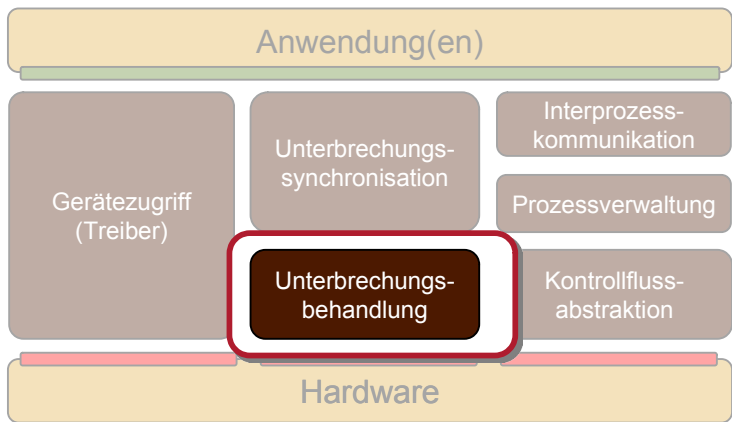 Anwendung(en)
Gerätezugriff
(Treiber)
Unterbrechungs-
synchronisation
Unterbrechungs-
behandlung
Interprozess-
kommunikation
Prozessverwaltung
Kontrollfluss-
abstraktion
Hardware